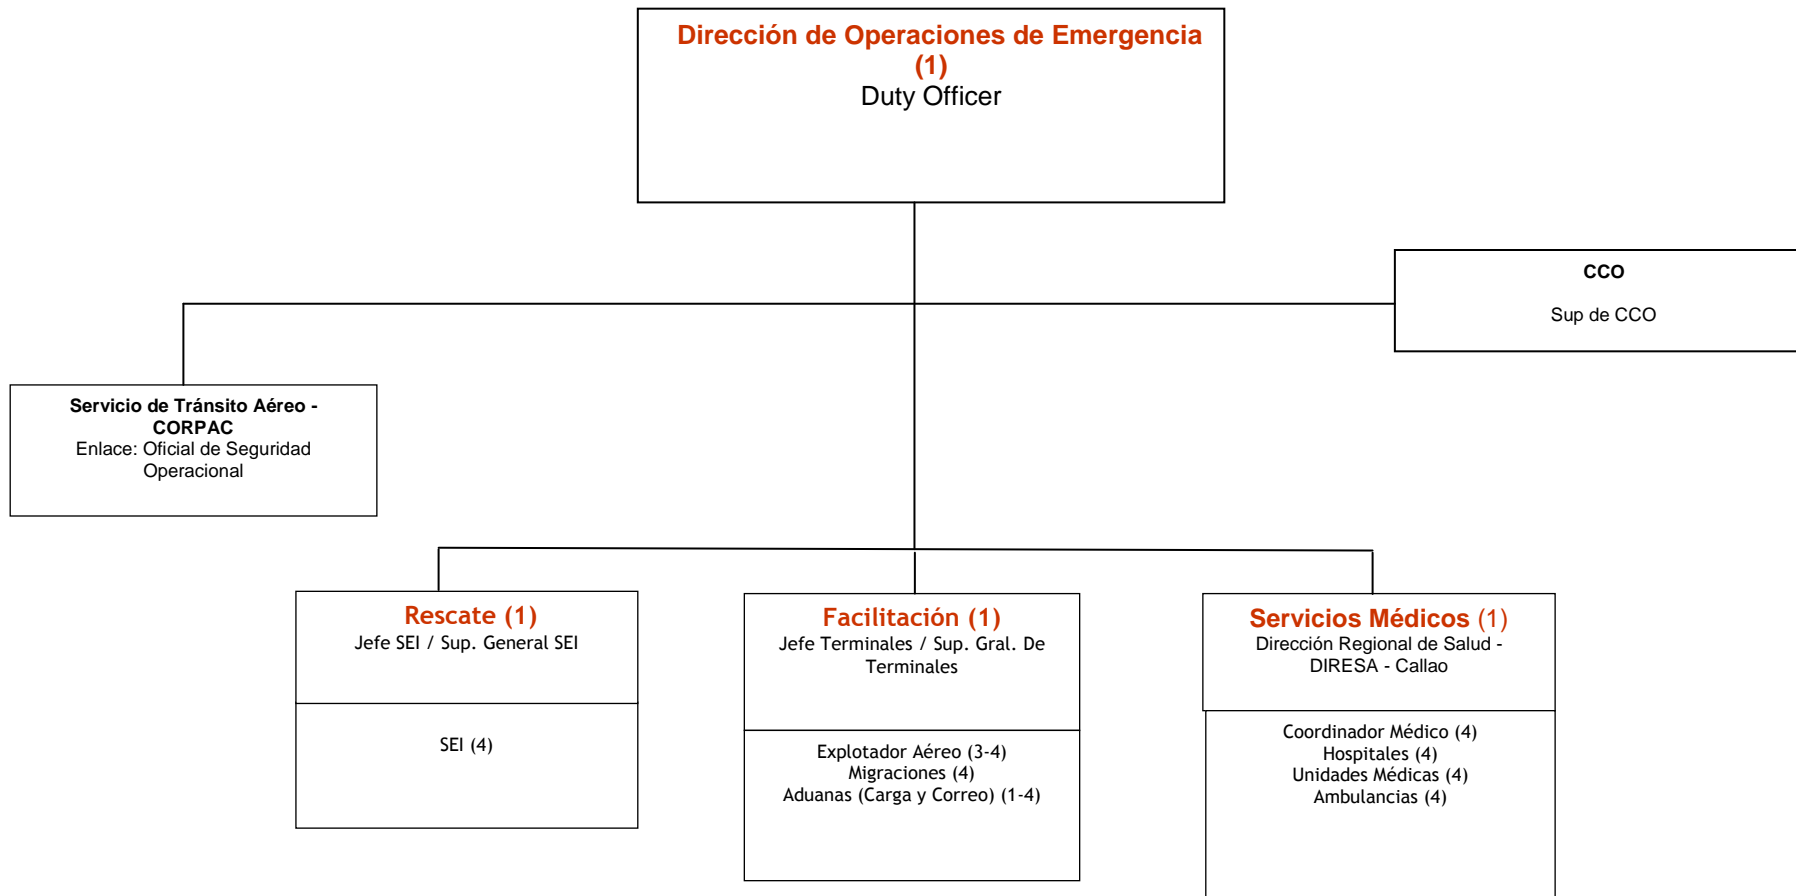 Dirección de Operaciones de Emergencia
(1)
Duty Officer
CCO
Sup de CCO
Servicio de Tránsito Aéreo -
CORPAC
Enlace: Oficial de Seguridad
Operacional
Rescate (1)
Jefe SEI / Sup. General SEI
SEI (4)
Facilitación (1)
Jefe Terminales / Sup. Gral. De
Terminales
Explotador Aéreo (3-4)
Migraciones (4)
Aduanas (Carga y Correo) (1-4)
Servicios Médicos (1)
Dirección Regional de Salud -
DIRESA - Callao
Coordinador Médico (4)
Hospitales (4)
Unidades Médicas (4)
Ambulancias (4)